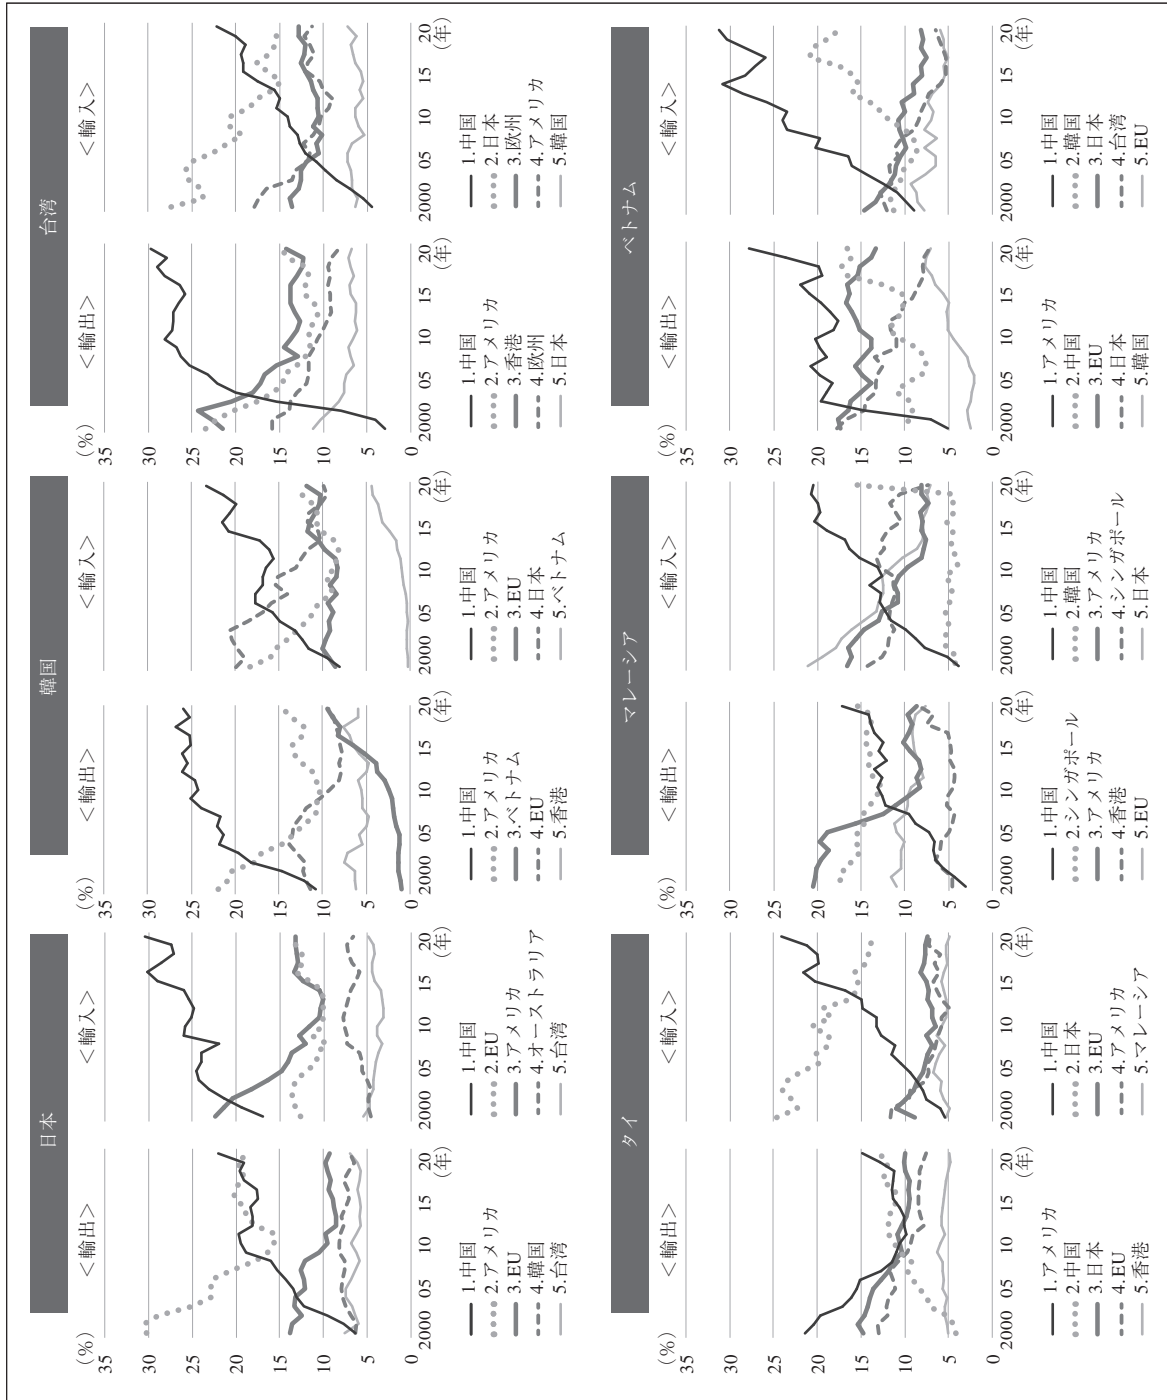 日本
<輸出>
(%)
35
30
25
20
15
10
5
0
2000 05 10 15 20
(年)
1.中国
2.アメリカ
3.EU
4.韓国
5.台湾
<輸入>
2000 05 10 15 20
(年)
1.中国
2.EU
3.アメリカ
4.オーストラリア
5.台湾
韓国
<輸出>
(%)
35
30
25
20
15
10
5
0
2000 05 10 15 20
(年)
1.中国
2.アメリカ
3.ベトナム
4.EU
5.香港
<輸入>
2000 05 10 15 20
(年)
1.中国
2.アメリカ
3.EU
4.日本
5.ベトナム
台湾
<輸出>
(%)
35
30
25
20
15
10
5
0
2000 05 10 15 20
(年)
1.中国
2.アメリカ
3.香港
4.欧州
5.日本
<輸入>
2000 05 10 15 20
(年)
1.中国
2.日本
3.欧州
4.アメリカ
5.韓国
タイ
<輸出>
35
30
25
20
15
10
5
0
2000 05 10 15 20
(年)
1.アメリカ
2.中国
3.日本
4.EU
5.香港
<輸入>
2000 05 10 15 20
(年)
1.中国
2.日本
3.EU
4.アメリカ
5.マレーシア
マレーシア
<輸出>
(%)
35
30
25
20
15
10
5
0
2000 05 10 15 20
(年)
1.中国
2.シンガポール
3.アメリカ
4.香港
5.EU
<輸入>
2000 05 10 15 20
(年)
1.中国
2.韓国
3.アメリカ
4.シンガポール
5.日本
ベトナム
<輸出>
(%)
35
30
25
20
15
10
5
0
2000 05 10 15 20
(年)
1.アメリカ
2.中国
3.EU
4.日本
5.韓国
<輸入>
2000 05 10 15 20
(年)
1.中国
2.韓国
3.日本
4.台湾
5.EU